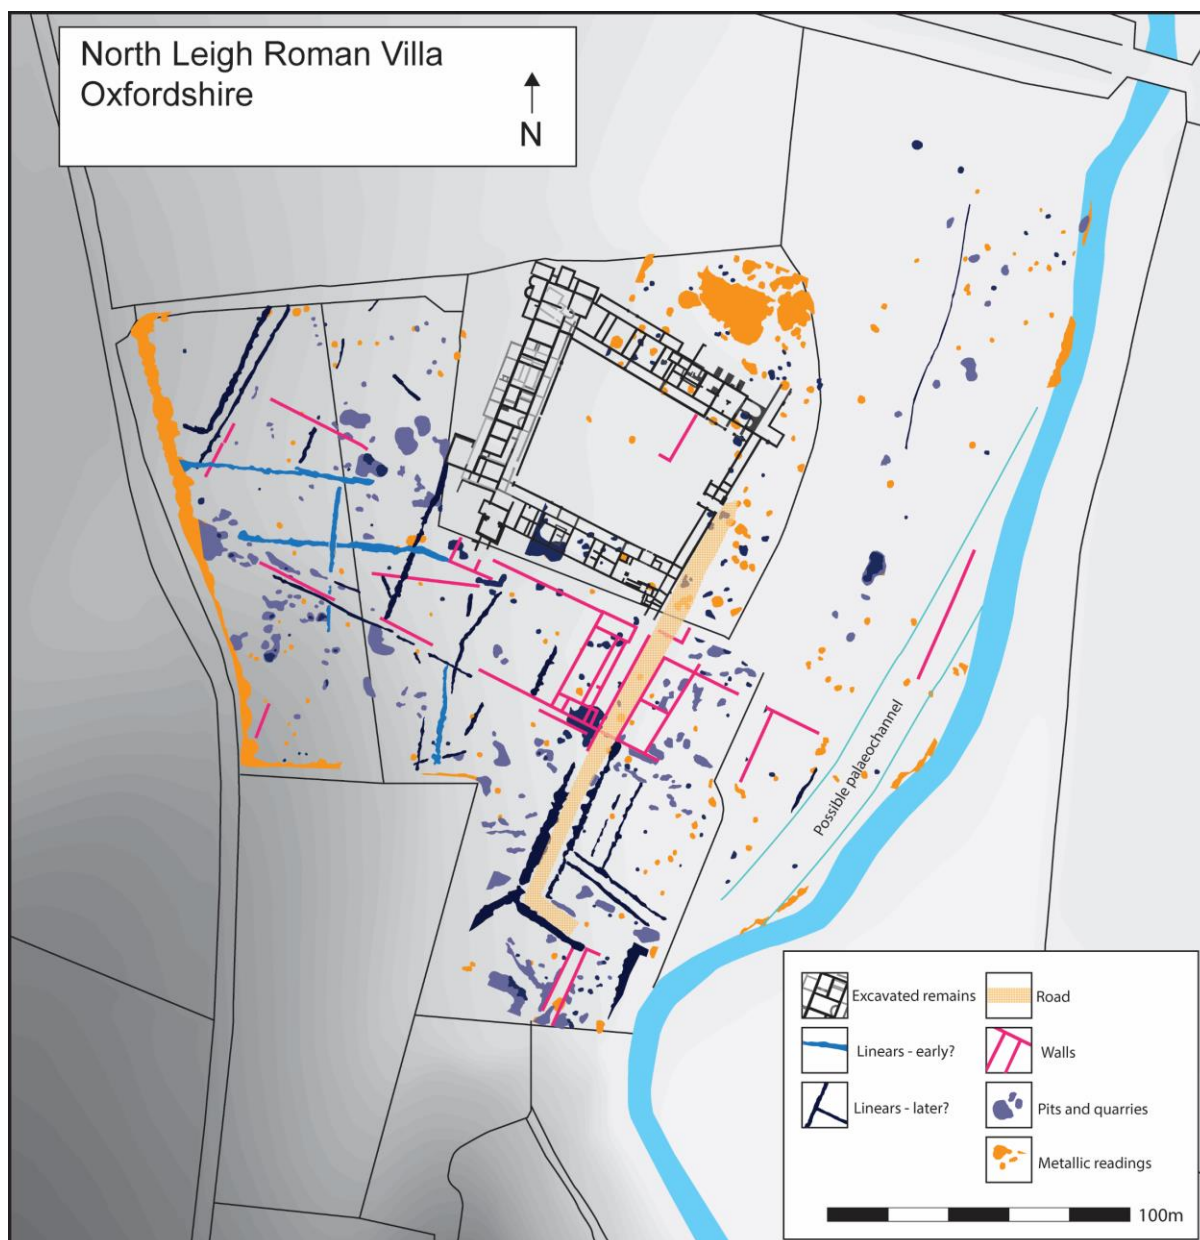 North Leigh Roman Villa
Oxfordshire
N
Possible palaeochannel
Excavated remains
Road
Linears - early?
Walls
Linears - later?
Pits and quarries
Metallic readings
100m